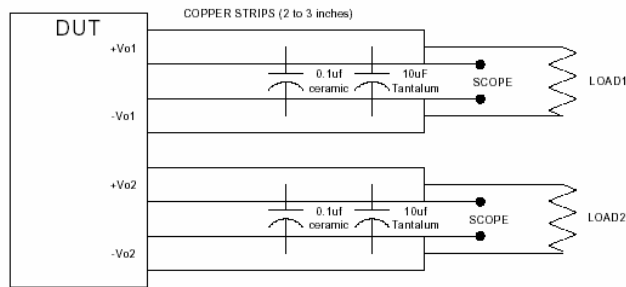 COPPER STRIPS (2 to 3 inches)
DUT
+Vo1
0.1uf
ceramic
10uF
Tantalum
SCOPE
LOAD1
-Vo1
+Vo2
0.1uf
ceramic
10uf
Tantalum
SCOPE
LOAD2
-Vo2